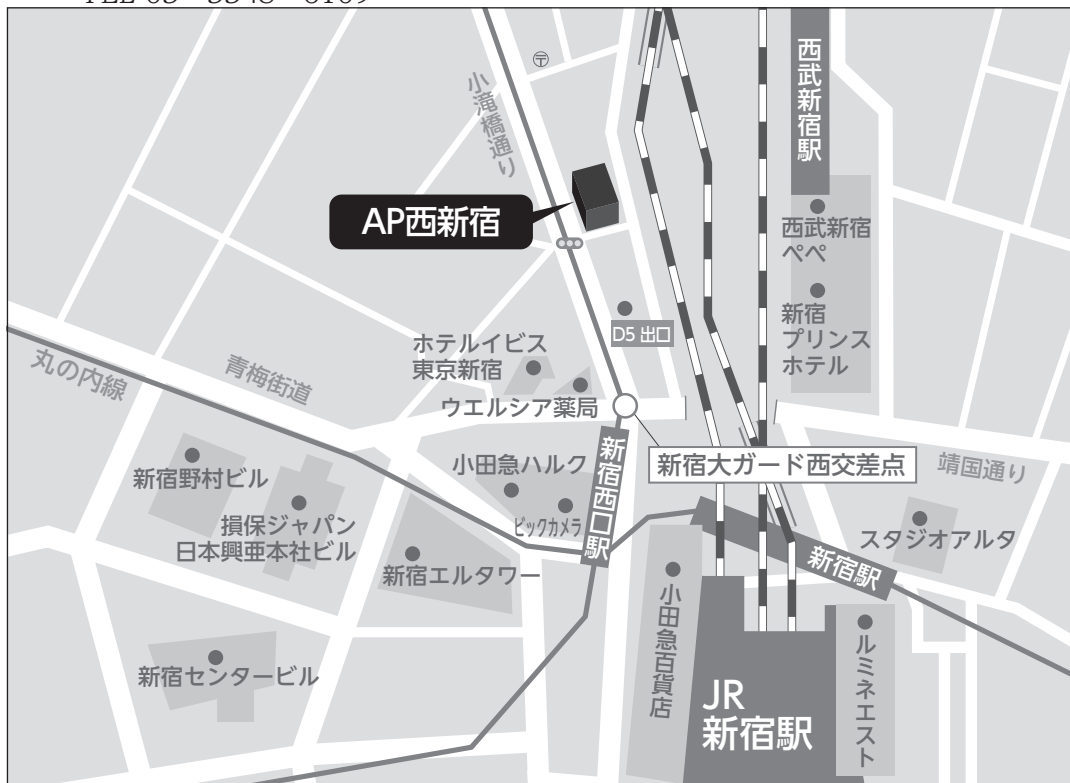 〒
小滝橋通り
西武新宿駅
AP西新宿
西武新宿
ペペ
新宿
プリンス
ホテル
D5 出口
ホテルイビス
東京新宿
ウエルシア薬局
丸の内線
青梅街道
新宿野村ビル
損保ジャパン
日本興亜本社ビル
小田急ハルク
ビックカメラ
新宿西口駅
新宿大ガード西交差点
靖国通り
スタジオアルタ
新宿エルタワー
新宿駅
新宿センタービル
小田急百貨店
JR
新宿駅
ルミネエスト